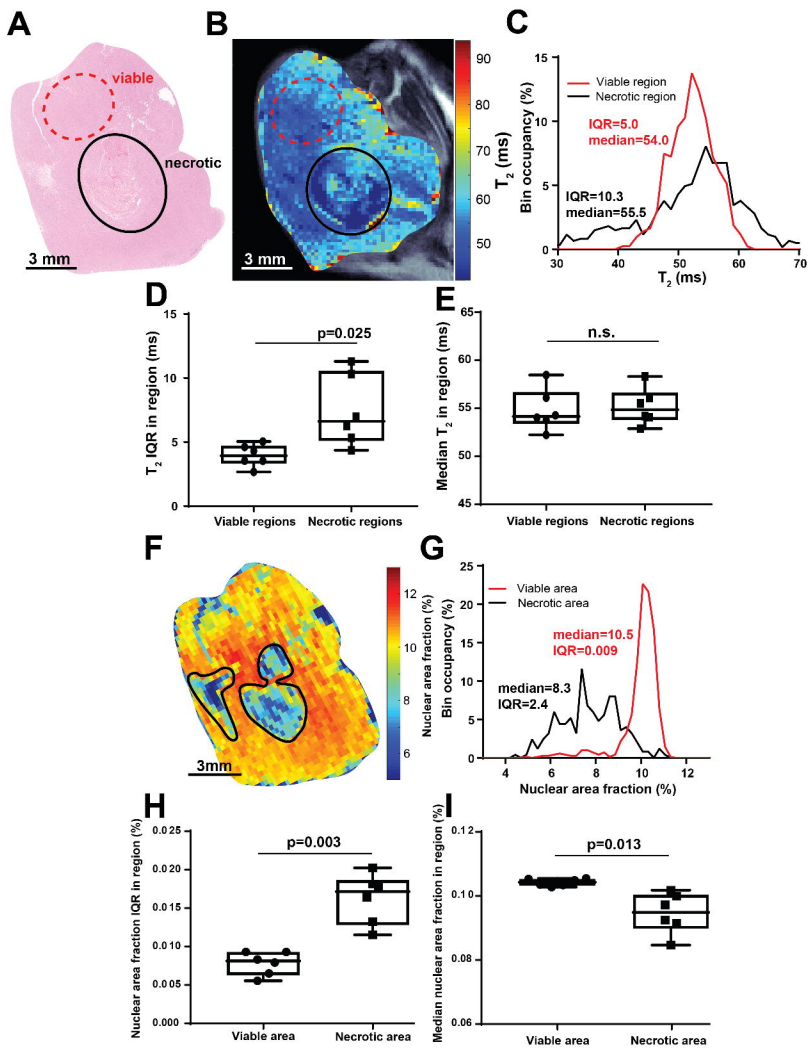 A
viable
necrotic
3 mm
B
3 mm
90
80
70
60
50
T2 (ms)
C
Viable region
Necrotic region
IQR=5.0
median=54.0
IQR=10.3
median=55.5
Bin occupancy (%)
15
10
5
0
30 40 50 60 70
T2 (ms)
D
p=0.025
T2 IQR in region (ms)
15
10
5
0
Viable regions Necrotic regions
E
n.s.
Median T2 in region (ms)
65
60
55
50
45
Viable regions Necrotic regions
F
3mm
12
10
8
6
Nuclear area fraction (%)
G
Viable area
Necrotic area
median=10.5
IQR=0.009
median=8.3
IQR=2.4
Bin occupancy (%)
25
20
15
10
5
0
4 6 8 10 12
Nuclear area fraction (%)
H
p=0.003
Nuclear area fraction IQR in region (%)
0.025
0.020
0.015
0.010
0.005
0.000
Viable area Necrotic area
I
p=0.013
Median nuclear area fraction in region (%)
0.12
0.10
0.08
0.06
Viable area Necrotic area